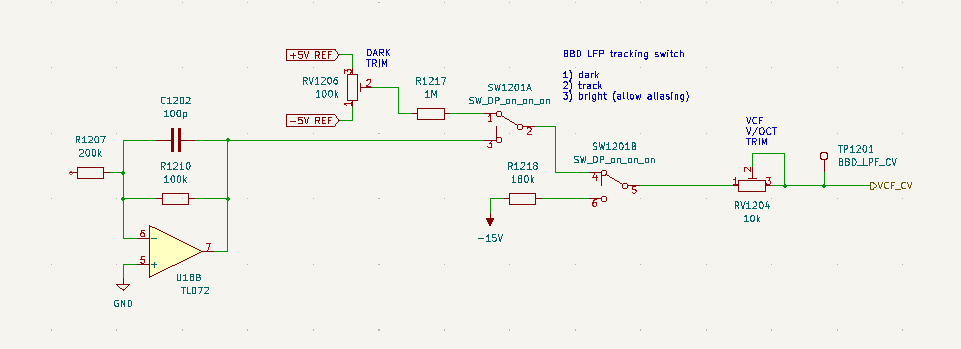 +5V REF
DARK
TRIM
RV1206
100k
3
2
1
-5V REF
R1217
1M
BBD LFP tracking switch
1) dark
2) track
3) bright (allow aliasing)
SW1201A
SW_DP_on_on_on
1
2
3
C1202
100p
R1207
200k
R1210
100k
6
-
5
+
7
U18B
TL072
GND
SW1201B
SW_DP_on_on_on
4
5
6
R1218
180k
-15V
VCF
V/OCT
TRIM
2
1
3
RV1204
10k
TP1201
BBD_LPF_CV
VCF_CV